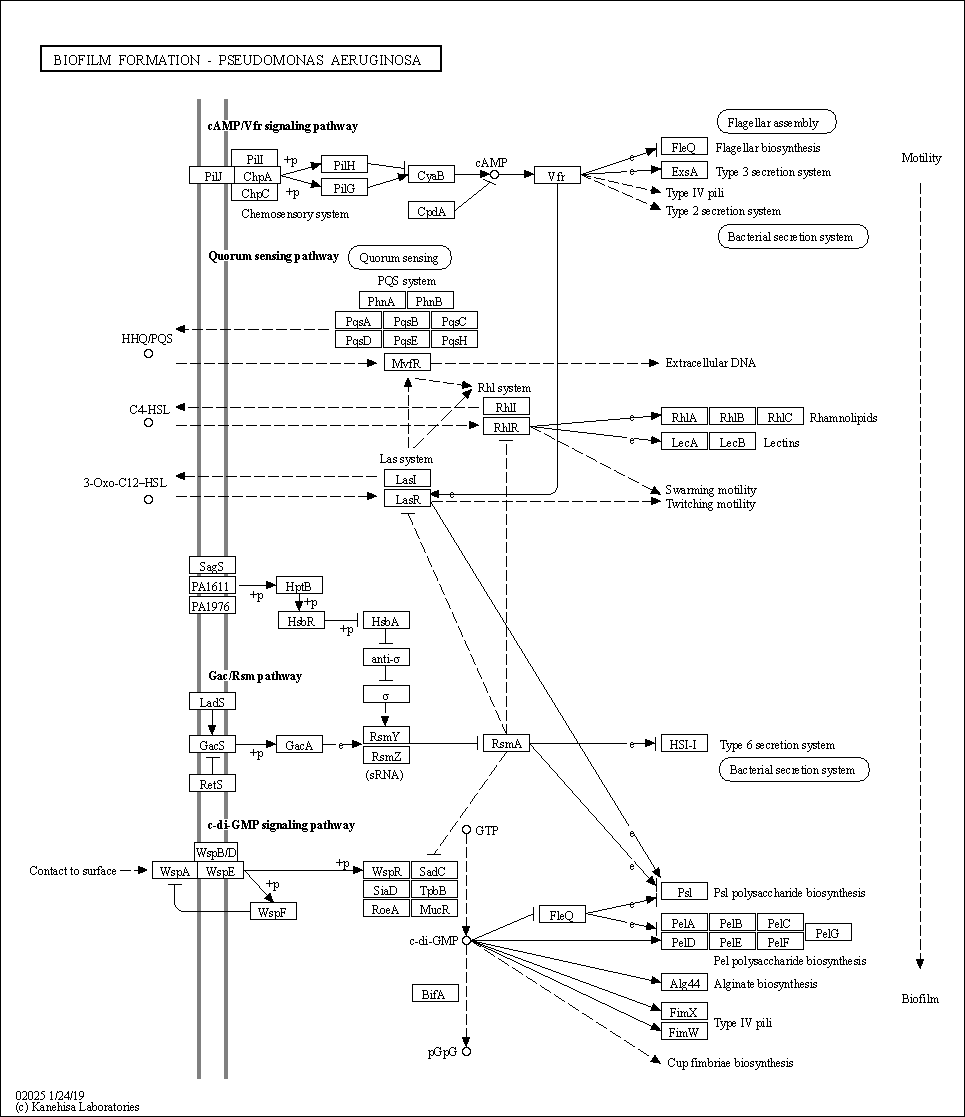 BIOFILM FORMATION - PSEUDOMONAS AERUGINOSA
cAMP/Vfr signaling pathway
Flagellar assembly
PilI
PilJ
ChpA
ChpC
+p
+p
PilH
PilG
Chemosensory system
CyaB
CpdA
cAMP
Vfr
e
e
FleQ
Flagellar biosynthesis
ExsA
Type 3 secretion system
Type IV pili
Type 2 secretion system
Bacterial secretion system
Motility
Quorum sensing pathway
Quorum sensing
PQS system
PhnA
PhnB
PqsA
PqsB
PqsC
PqsD
PqsE
PqsH
HHQ/PQS
MvfR
Extracellular DNA
Rhl system
C4-HSL
RhlI
RhlR
e
e
RhlA
RhlB
RhlC
Rhamnolipids
LecA
LecB
Lectins
Las system
3-Oxo-C12-HSL
LasI
LasR
e
Swarming motility
Twitching motility
SagS
PA1611
PA1976
+p
HptB
+p
HsbR
+p
HsbA
anti-σ
σ
Gac/Rsm pathway
LadS
GacS
RetS
+p
GacA
e
RsmY
RsmZ
(sRNA)
RsmA
e
HSI-I
Type 6 secretion system
Bacterial secretion system
c-di-GMP signaling pathway
GTP
Contact to surface
WspB/D
WspA
WspE
+p
+p
WspF
WspR
SadC
SiaD
TpbB
RoeA
MucR
e
e
e
e
Psl
Psl polysaccharide biosynthesis
FleQ
PelA
PelB
PelC
PelD
PelE
PelF
PelG
Pel polysaccharide biosynthesis
c-di-GMP
Alg44
Alginate biosynthesis
BifA
FimX
FimW
Type IV pili
pGpG
Cup fimbriae biosynthesis
Biofilm
02025 1/24/19
(c) Kanehisa Laboratories